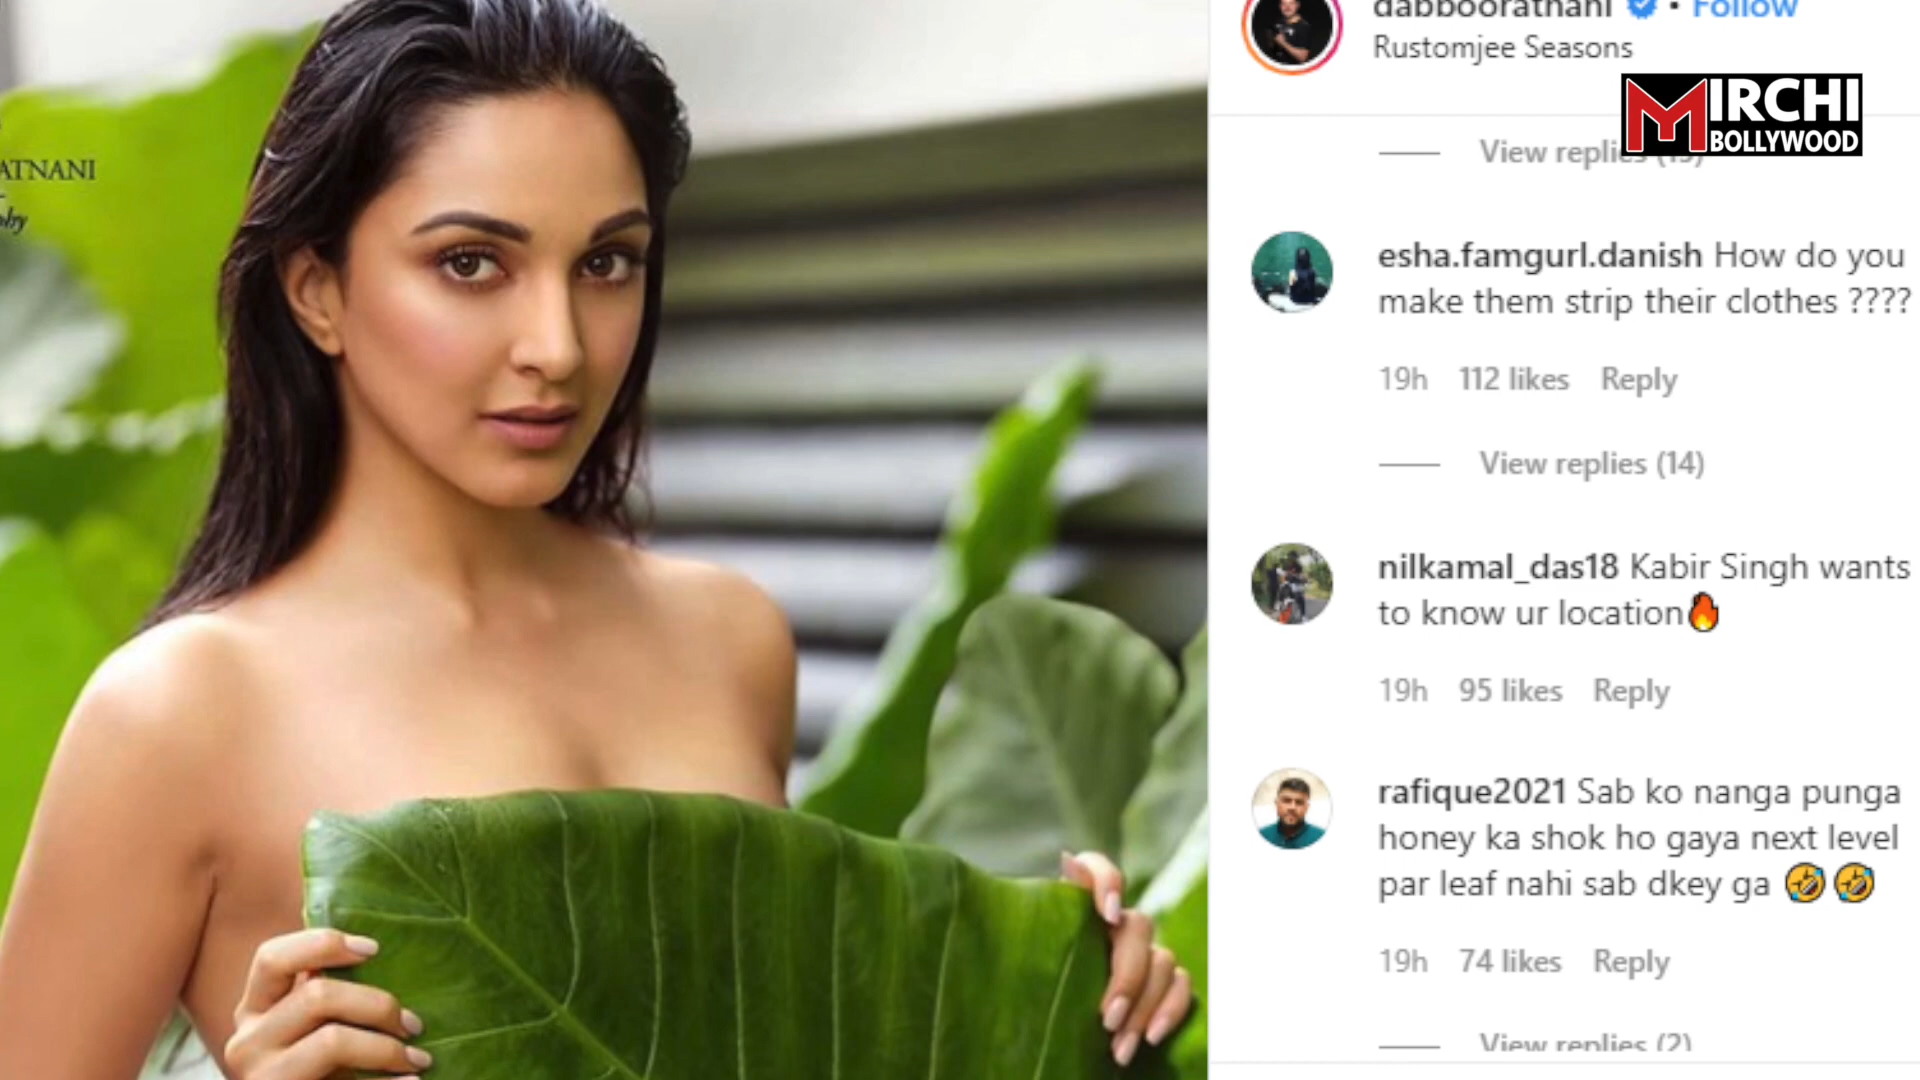 ATNANI
dabbooratnani • Follow
Rustomjee Seasons
MIRCHI
BOLLYWOOD
View replies
esha.famgurl.danish How do you
make them strip their clothes ????
19h 112 likes Reply
View replies (14)
nilkamal_das18 Kabir Singh wants
to know ur location🔥
19h 95 likes Reply
rafique2021 Sab ko nanga punga
honey ka shok ho gaya next level
par leaf nahi sab dkey ga 🤣🤣
19h 74 likes Reply
View replies (2)